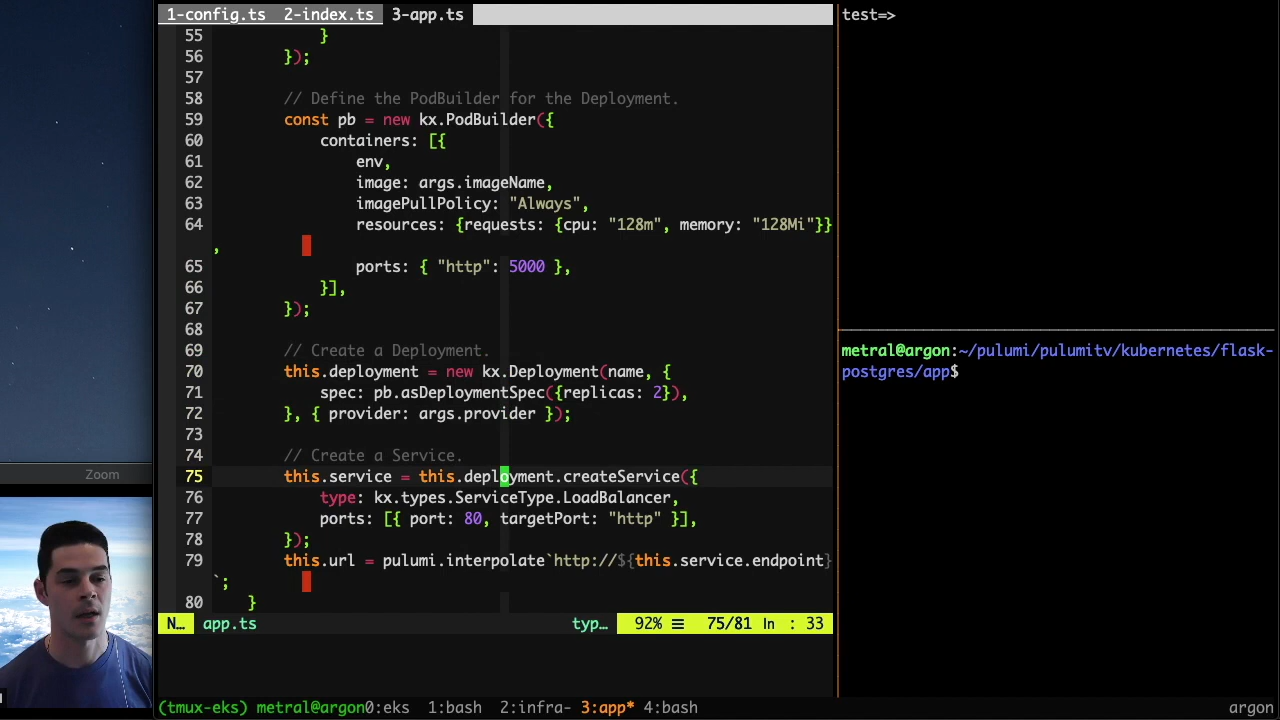 1-config.ts 2-index.ts 3-app.ts
55 }
56 });
57
58 // Define the PodBuilder for the Deployment.
59 const pb = new kx.PodBuilder({
60 containers: [{
61 env,
62 image: args.imageName,
63 imagePullPolicy: "Always",
64 resources: {requests: {cpu: "128m", memory: "128Mi"}}
,
65 ports: { "http": 5000 },
66 }],
67 });
68
69 // Create a Deployment.
70 this.deployment = new kx.Deployment(name, {
71 spec: pb.asDeploymentSpec({replicas: 2}),
72 }, { provider: args.provider });
73
74 // Create a Service.
75 this.service = this.deployment.createService({
76 type: kx.types.ServiceType.LoadBalancer,
77 ports: [{ port: 80, targetPort: "http" }],
78 });
79 this.url = pulumi.interpolate`http://${this.service.endpoint}
`;
80 }
N… app.ts typ… 92% ☰ 75/81 ln : 33
test=>
metral@argon:~/pulumi/pulumitv/kubernetes/flask-
postgres/app$
Zoom
(tmux-eks) metral@argon0:eks 1:bash 2:infra- 3:app* 4:bash argon